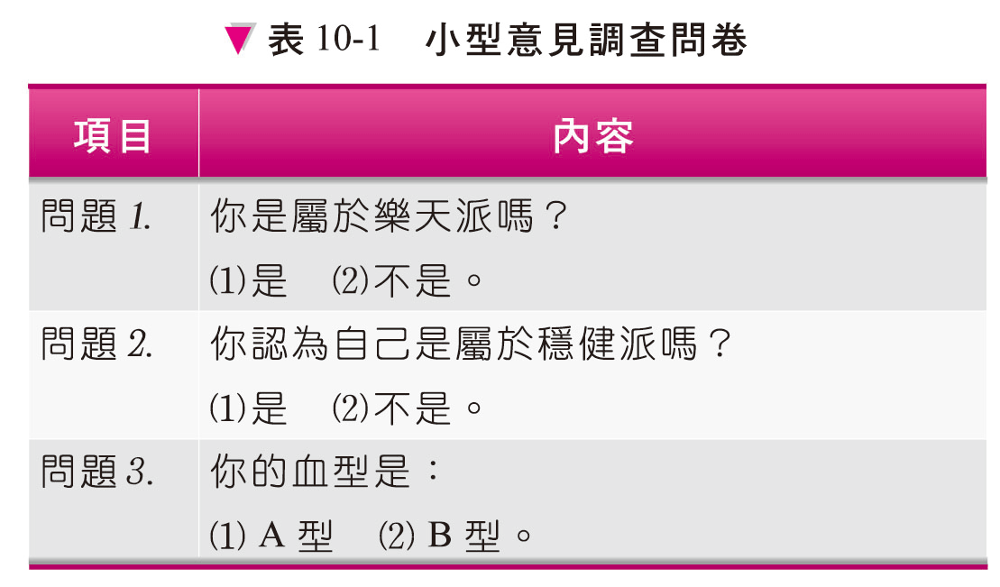 ▼ 表 10-1 小型意見調查問卷
項目 內容
問題 1. 你是屬於樂天派嗎？
(1)是 (2)不是。
問題 2. 你認為自己是屬於穩健派嗎？
(1)是 (2)不是。
問題 3. 你的血型是：
(1) A 型 (2) B 型。